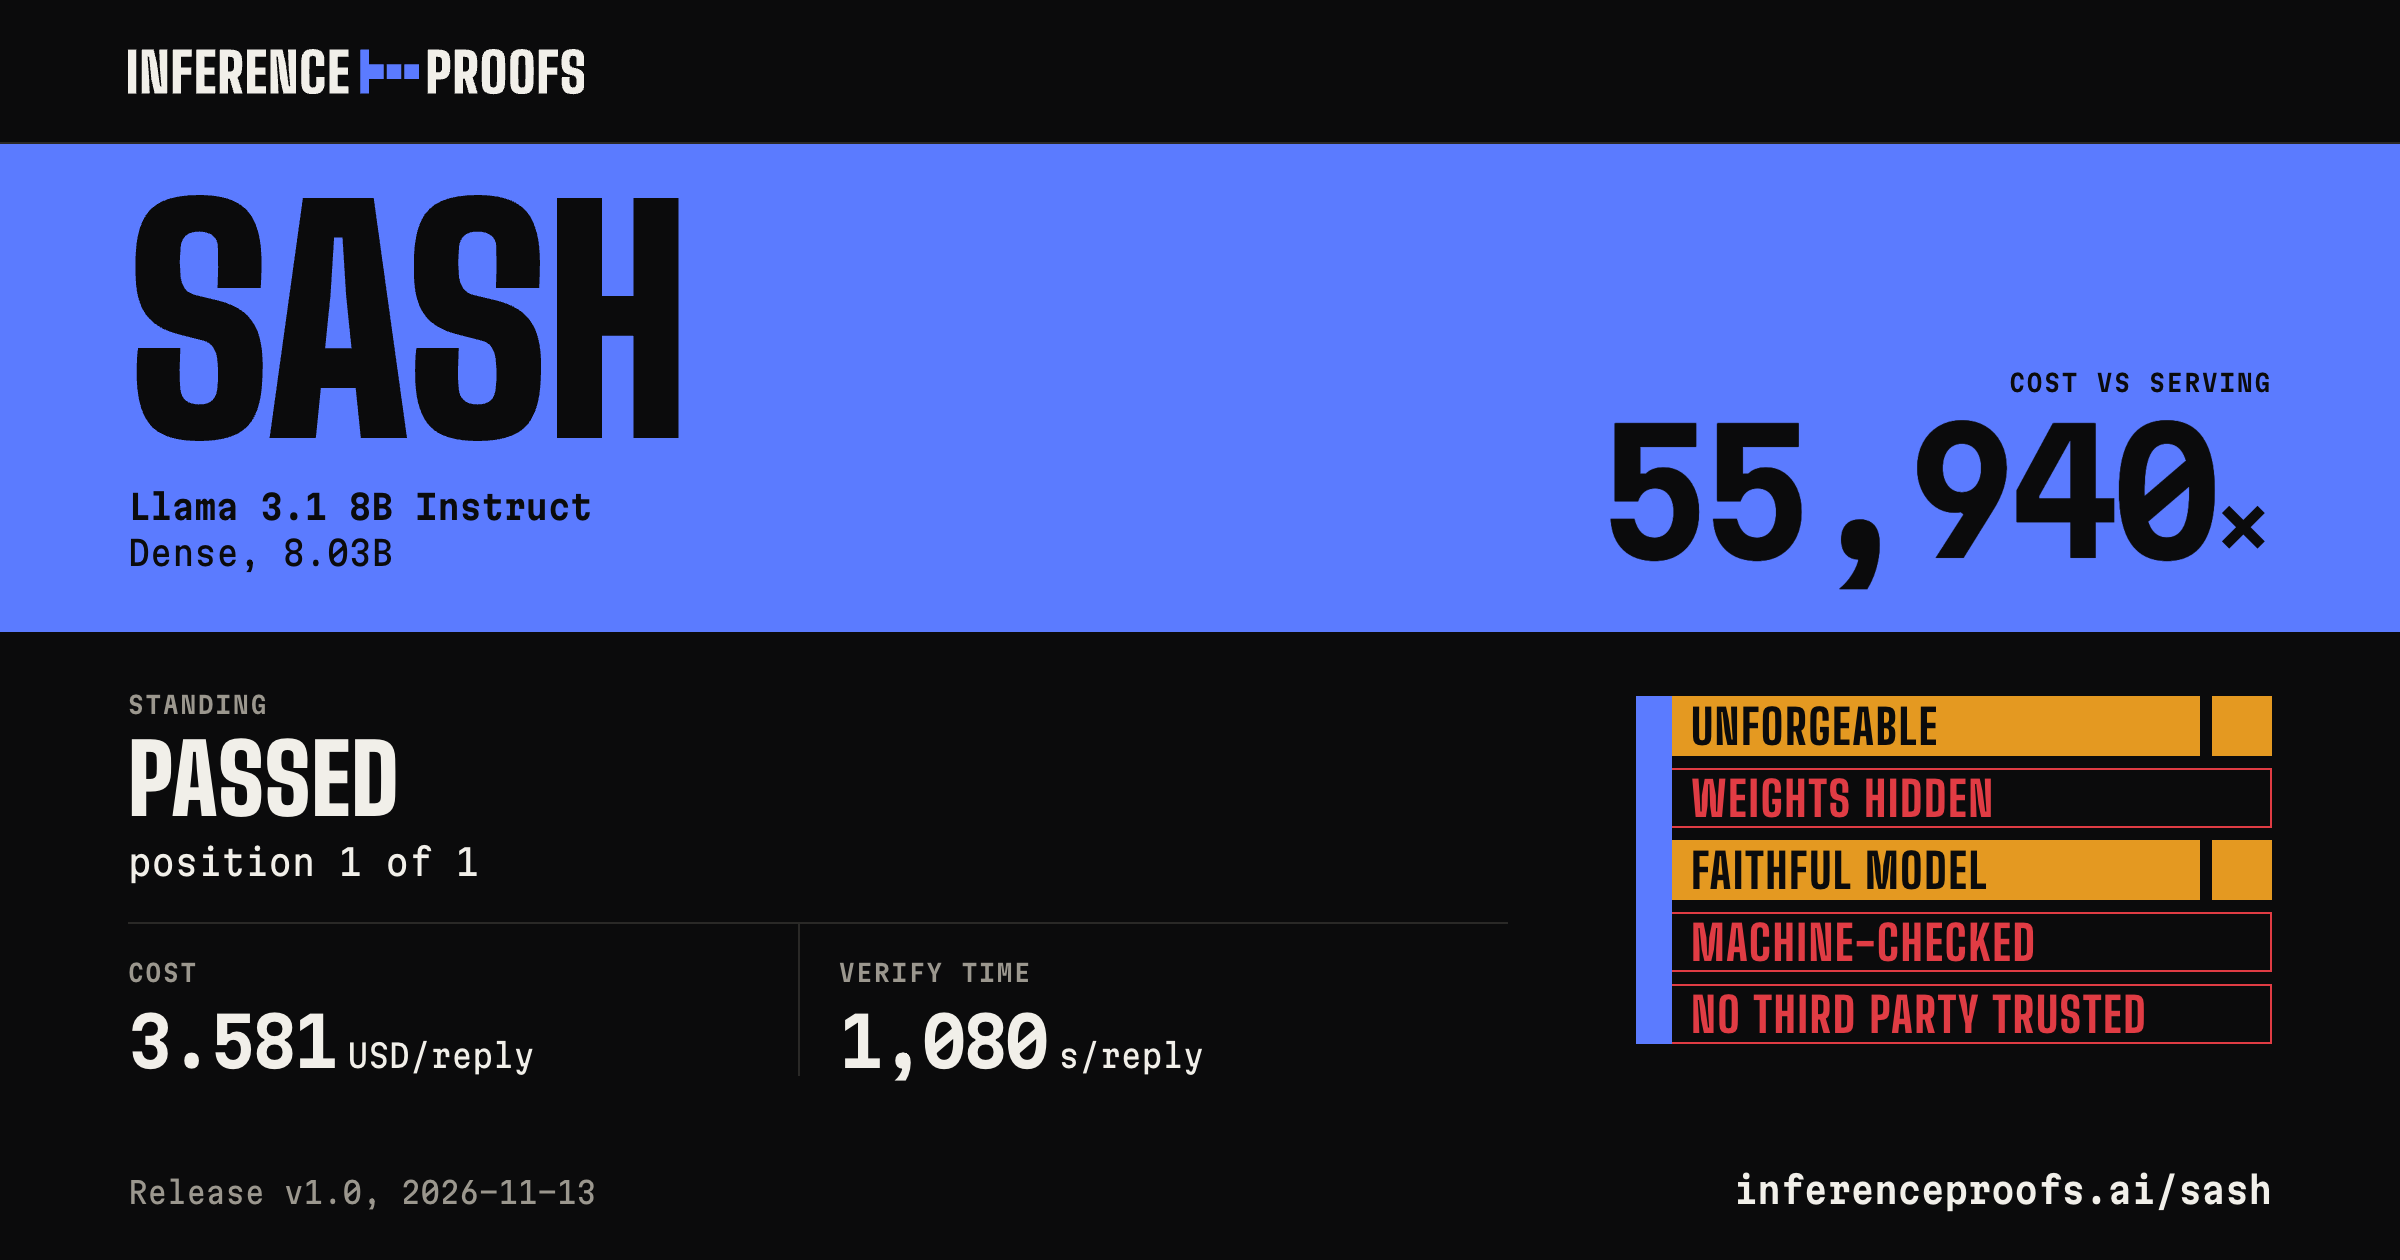 INFERENCE PROOFS
SASH
Llama 3.1 8B Instruct
Dense, 8.03B
COST VS SERVING
55,940×
STANDING
PASSED
position 1 of 1
COST
3.581 USD/reply
VERIFY TIME
1,080 s/reply
UNFORGEABLE
WEIGHTS HIDDEN
FAITHFUL MODEL
MACHINE-CHECKED
NO THIRD PARTY TRUSTED
Release v1.0, 2026-11-13
inferenceproofs.ai/sash